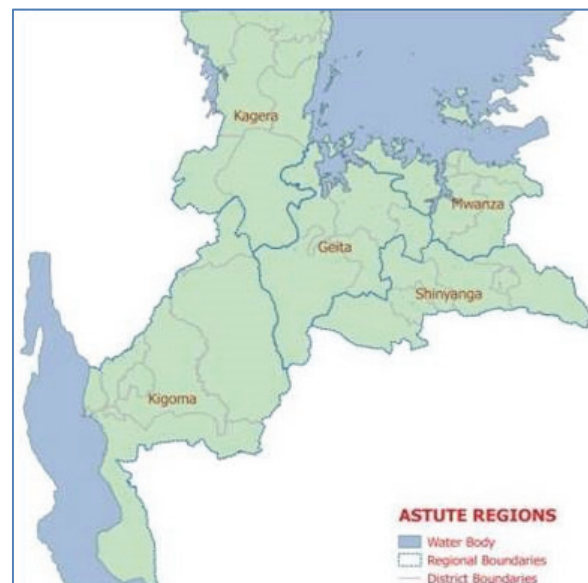 Kagera
Mwanza
Geita
Shinyanga
Kigoma
ASTUTE REGIONS
Water Body
Regional Boundaries
District Boundaries